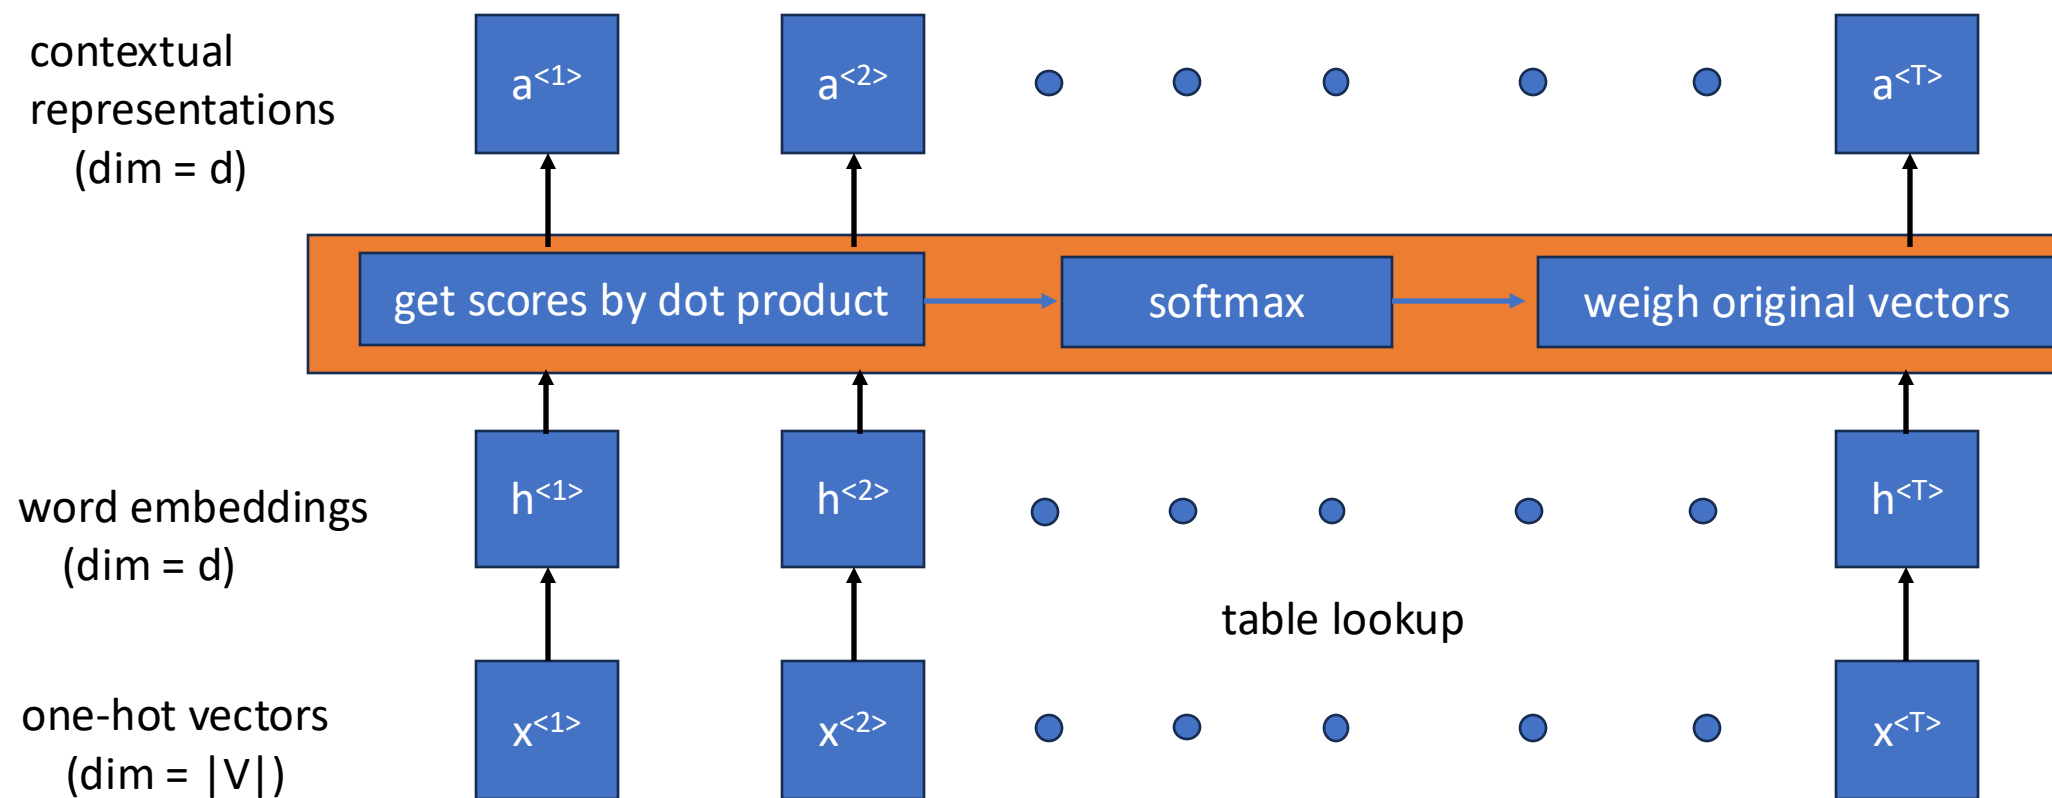 contextual
representations
(dim = d)
a<1>
a<2>
a<T>
get scores by dot product
softmax
weigh original vectors
word embeddings
(dim = d)
h<1>
h<2>
h<T>
table lookup
one-hot vectors
(dim = |V|)
x<1>
x<2>
x<T>